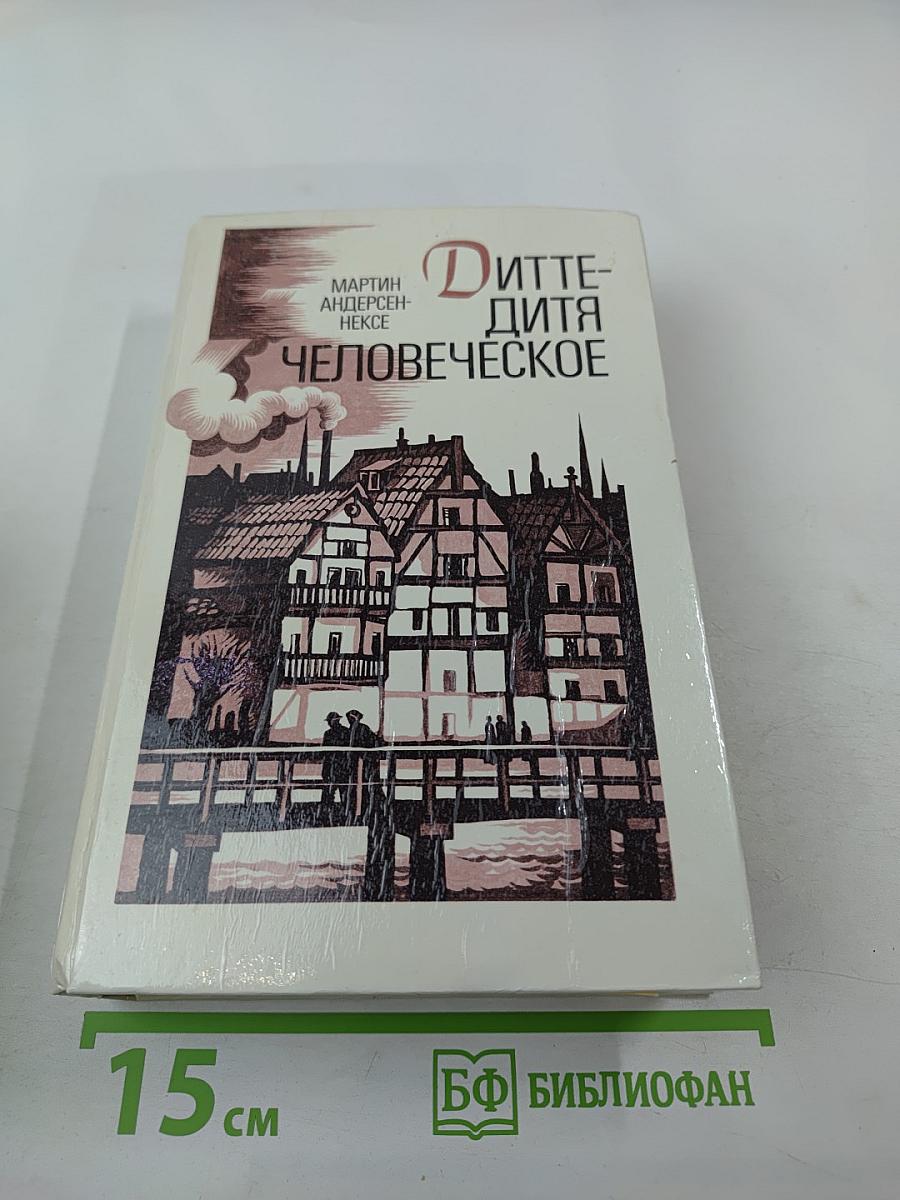 МАРТИН
АНДЕРСЕН-
НЕКСЕ
ДИТТЕ-
ДИТЯ
ЧЕЛОВЕЧЕСКОЕ
15 см
БФ БИБЛИОФАН